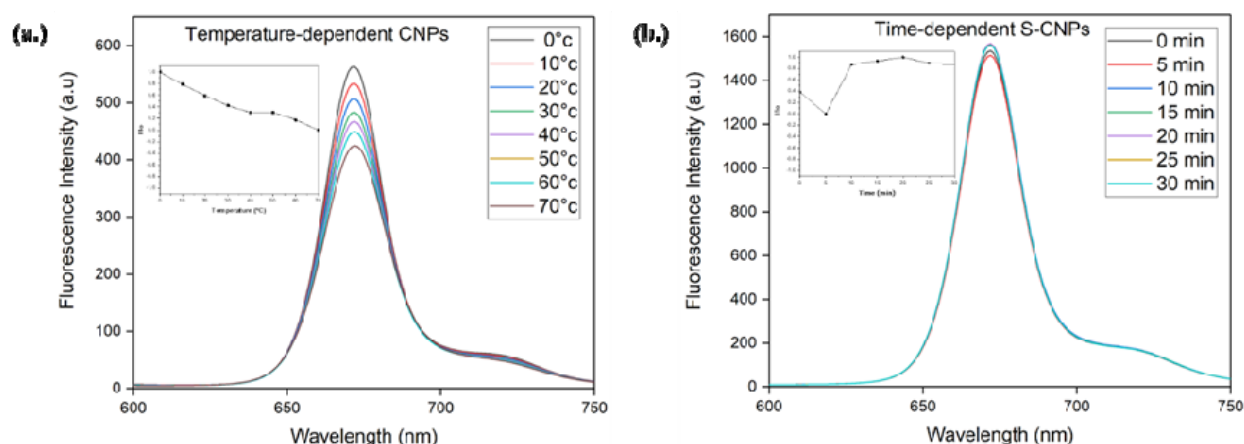 (a.)
Temperature-dependent CNPs
0°c
10°c
20°c
30°c
40°c
50°c
60°c
70°c
Temperature (°C)
Fluorescence Intensity (a.u)
600
500
400
300
200
100
0
600
650
700
750
Wavelength (nm)
(b.)
Time-dependent S-CNPs
0 min
5 min
10 min
15 min
20 min
25 min
30 min
Time (min)
Fluorescence Intensity (a.u)
1600
1400
1200
1000
800
600
400
200
0
600
650
700
750
Wavelength (nm)